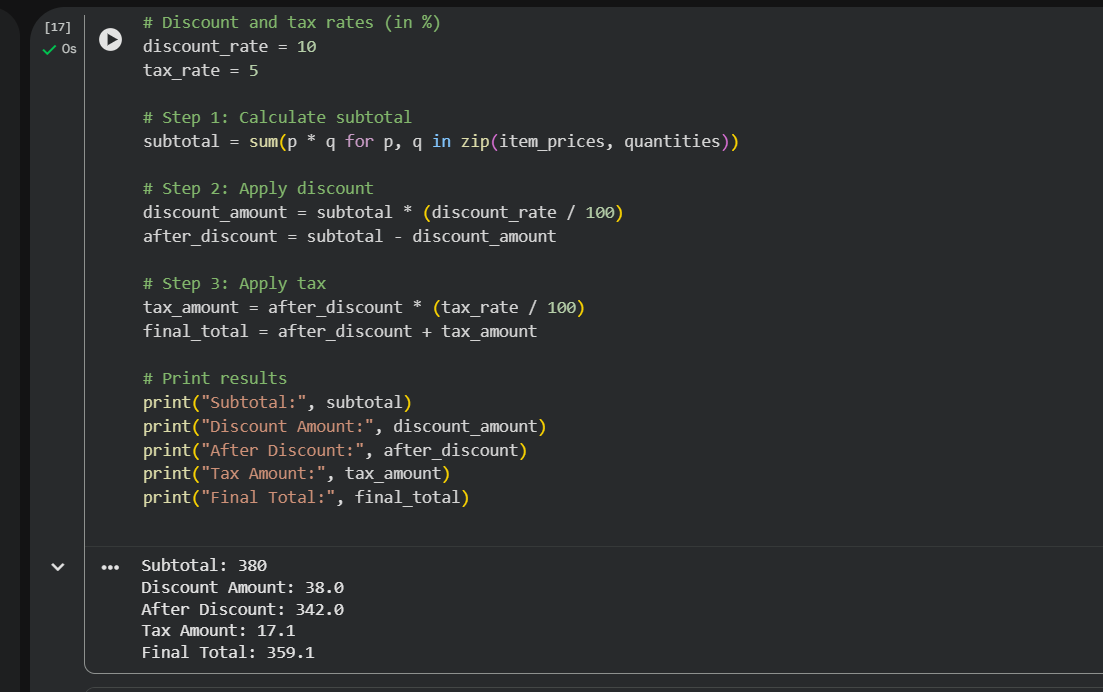 [17]
0s
# Discount and tax rates (in %)
discount_rate = 10
tax_rate = 5
# Step 1: Calculate subtotal
subtotal = sum(p * q for p, q in zip(item_prices, quantities))
# Step 2: Apply discount
discount_amount = subtotal * (discount_rate / 100)
after_discount = subtotal - discount_amount
# Step 3: Apply tax
tax_amount = after_discount * (tax_rate / 100)
final_total = after_discount + tax_amount
# Print results
print("Subtotal:", subtotal)
print("Discount Amount:", discount_amount)
print("After Discount:", after_discount)
print("Tax Amount:", tax_amount)
print("Final Total:", final_total)
Subtotal: 380
Discount Amount: 38.0
After Discount: 342.0
Tax Amount: 17.1
Final Total: 359.1